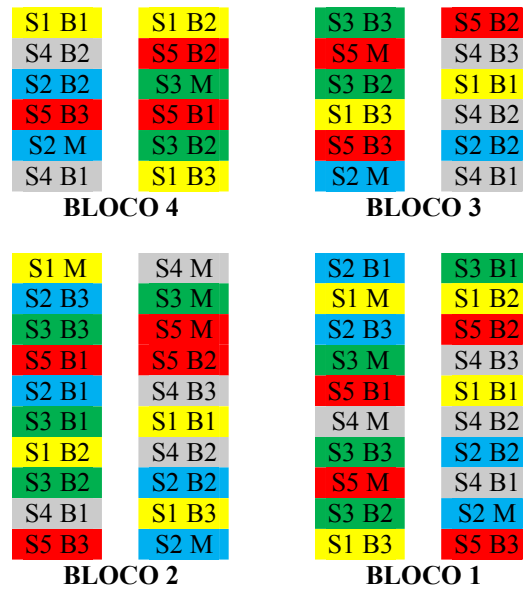 S1 B1 S1 B2 S3 B3 S5 B2
S4 B2 S5 B2 S5 M S4 B3
S2 B2 S3 M S3 B2 S1 B1
S5 B3 S5 B1 S1 B3 S4 B2
S2 M S3 B2 S5 B3 S2 B2
S4 B1 S1 B3 S2 M S4 B1
BLOCO 4 BLOCO 3
S1 M S4 M S2 B1 S3 B1
S2 B3 S3 M S1 M S1 B2
S3 B3 S5 M S2 B3 S5 B2
S5 B1 S5 B2 S3 M S4 B3
S2 B1 S4 B3 S5 B1 S1 B1
S3 B1 S1 B1 S4 M S4 B2
S1 B2 S4 B2 S3 B3 S2 B2
S3 B2 S2 B2 S5 M S4 B1
S4 B1 S1 B3 S3 B2 S2 M
S5 B3 S2 M S1 B3 S5 B3
BLOCO 2 BLOCO 1